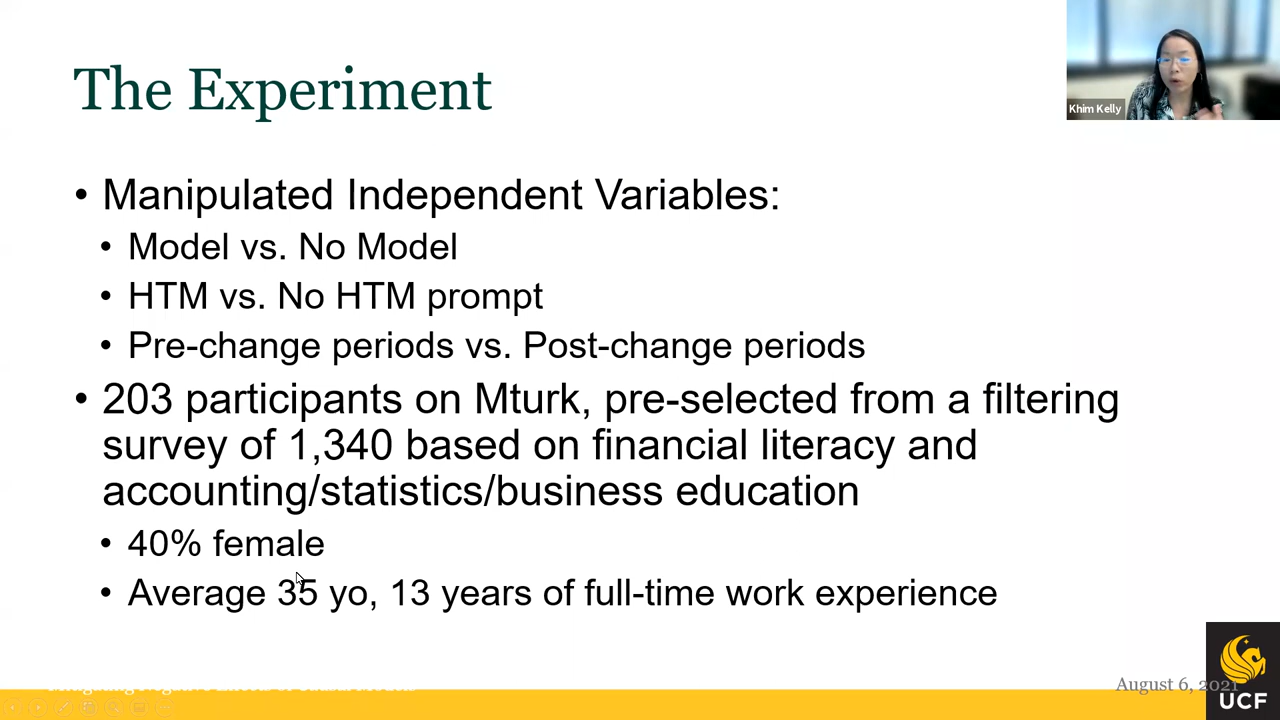 The Experiment
Khim Kelly
• Manipulated Independent Variables:
• Model vs. No Model
• HTM vs. No HTM prompt
• Pre-change periods vs. Post-change periods
• 203 participants on Mturk, pre-selected from a filtering
survey of 1,340 based on financial literacy and
accounting/statistics/business education
• 40% female
• Average 35 yo, 13 years of full-time work experience
August 6, 2021
UCF